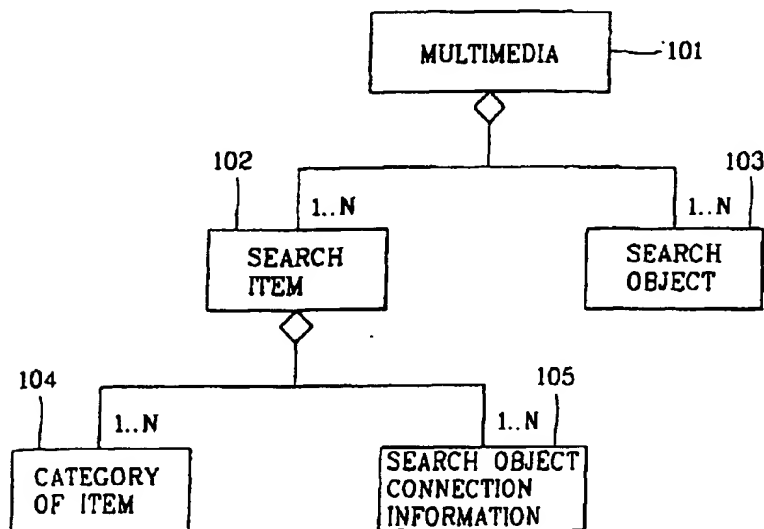 MULTIMEDIA
101
102
103
1..N
1..N
SEARCH
ITEM
SEARCH
OBJECT
104
105
1..N
1..N
CATEGORY
OF ITEM
SEARCH OBJECT
CONNECTION
INFORMATION